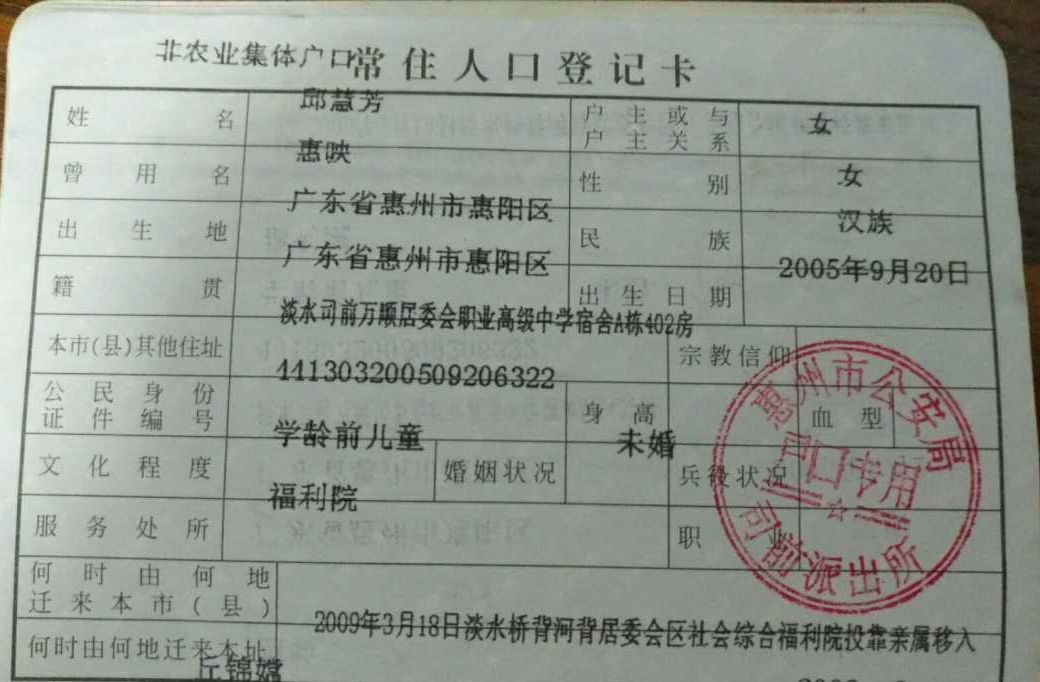 非农业集体户口 常住人口登记卡
姓名 邱慧芳 户主或与户主关系 女
曾用名 惠映 性别 女
出生地 广东省惠州市惠阳区 民族 汉族
籍贯 广东省惠州市惠阳区 出生日期 2005年9月20日
本市(县)其他住址 淡水司前万顺居委会职业高级中学宿舍A栋402房 宗教信仰
公民身份证件编号 441303200509206322 身高 血型
文化程度 学龄前儿童 婚姻状况 未婚 兵役状况
服务处所 福利院 职业
惠州市公安局
户口专用
司前派出所
何时由何地迁来本市(县) 2009年3月18日淡水桥背河背居委会区社会综合福利院投靠亲属移入
何时由何地迁来本址
丘锦嫦